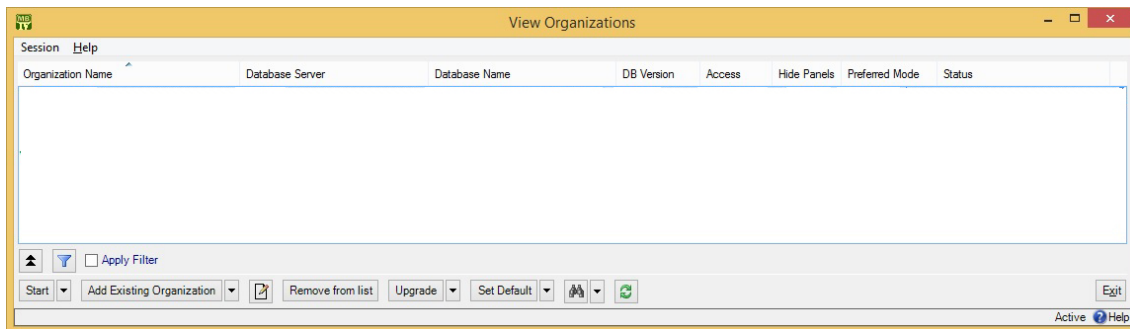 View Organizations
Session Help
Organization Name Database Server Database Name DB Version Access Hide Panels Preferred Mode Status
Apply Filter
Start Add Existing Organization Remove from list Upgrade Set Default Exit
Active Help